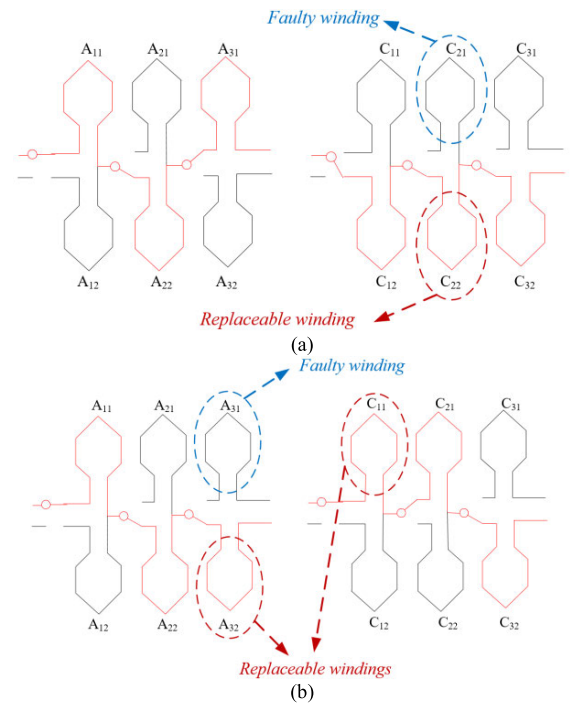 Faulty winding
A11 A21 A31 C11 C21 C31
A12 A22 A32 C12 C22 C32
Replaceable winding
(a)
Faulty winding
A11 A21 A31 C11 C21 C31
A12 A22 A32 C12 C22 C32
Replaceable windings
(b)